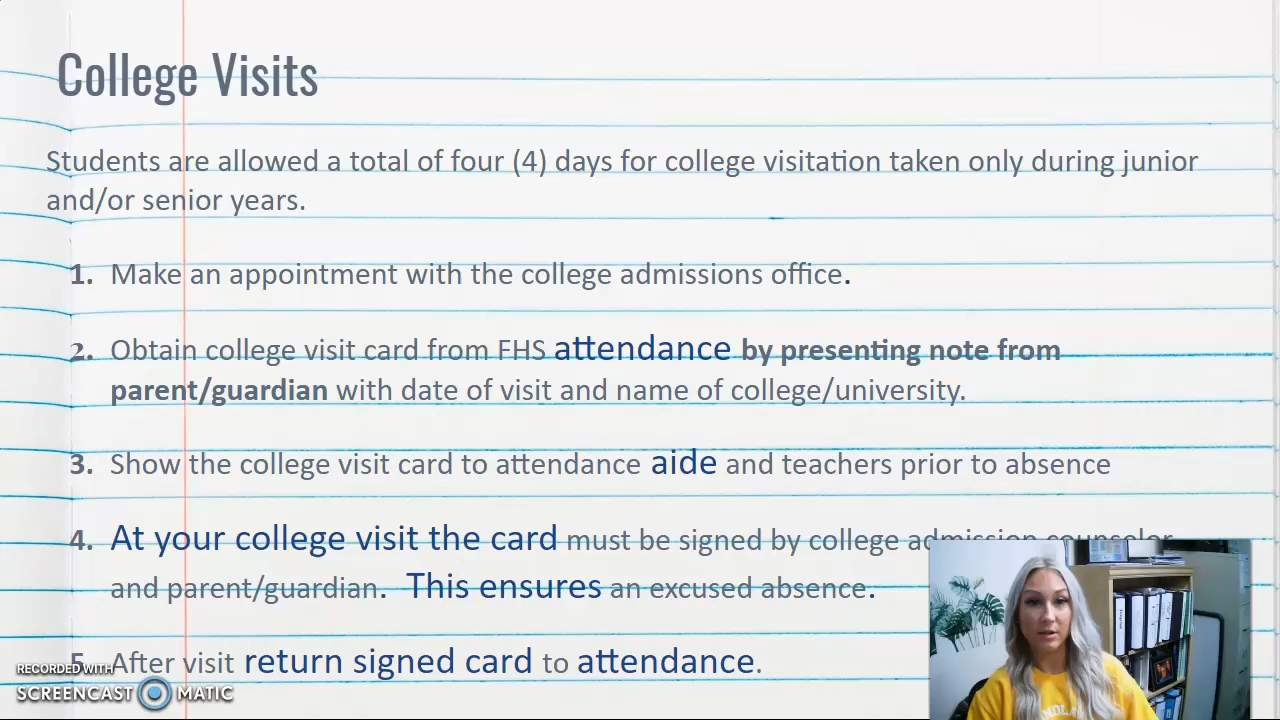 College Visits
Students are allowed a total of four (4) days for college visitation taken only during junior
and/or senior years.
1. Make an appointment with the college admissions office.
2. Obtain college visit card from FHS attendance by presenting note from
parent/guardian with date of visit and name of college/university.
3. Show the college visit card to attendance aide and teachers prior to absence
4. At your college visit the card must be signed by college admission counselor
and parent/guardian. This ensures an excused absence.
5. After visit return signed card to attendance.
RECORDED WITH
SCREENCAST MATIC